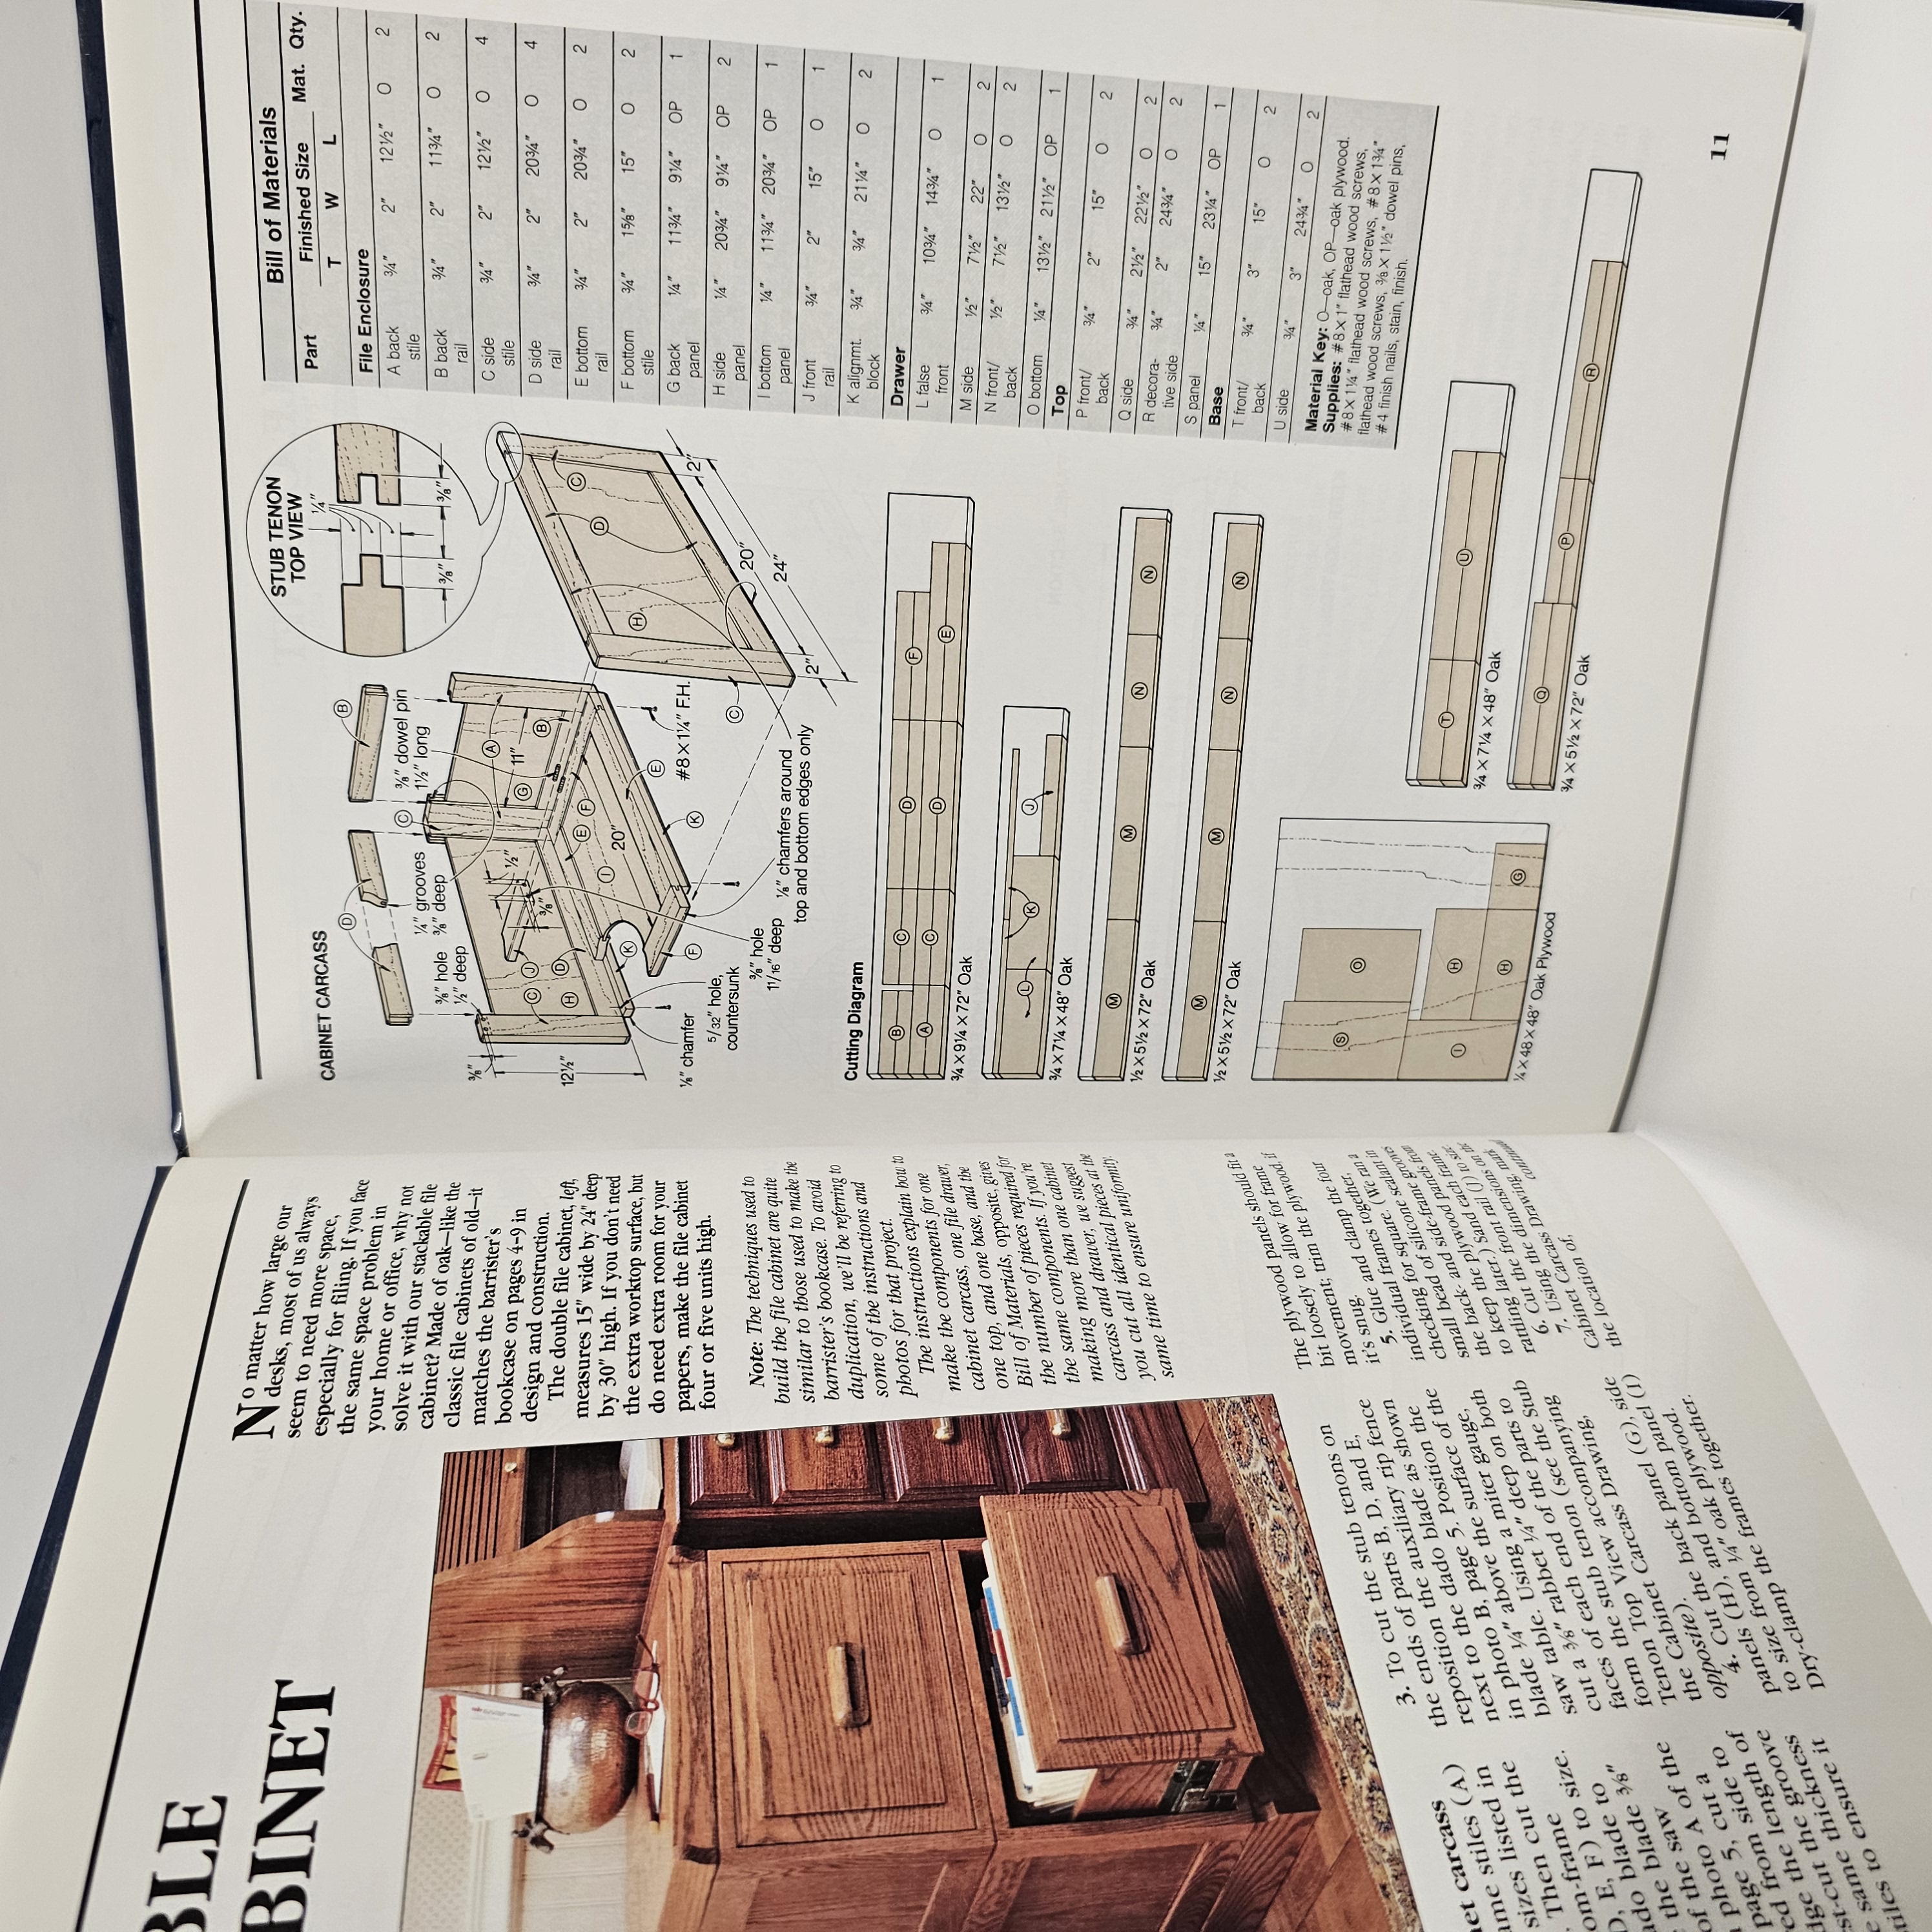 BLE
BINET
No matter how large our
desks, most of us always
seem to need more space,
especially for filing. If you face
the same space problem in
your home or office, why not
solve it with our stackable file
cabinet? Made of oak—like the
classic file cabinets of old—it
matches the barrister's
bookcase on pages 4-9 in
design and construction.
The double file cabinet, left,
measures 15" wide by 24" deep
by 30" high. If you don't need
the extra worktop surface, but
do need extra room for your
papers, make the file cabinet
four or five units high.
Note: The techniques used to
build the file cabinet are quite
similar to those used to make the
barrister's bookcase. To avoid
duplication, we'll be referring to
some of the instructions and
photos for that project.
The instructions explain how to
make the components for one
cabinet carcass, one file drawer,
one top, and one base, and the
Bill of Materials, opposite, gives
the number of pieces required for
the same components. If you're
making more than one cabinet
carcass and drawer, we suggest
you cut all identical pieces at the
same time to ensure uniformity.
net carcass
ame stiles (A)
sizes listed in
. Then cut the
om-frame
D, E, F) to size.
ado blade to
the blade 3/8"
of the saw
photo A of the
page 5, cut a
red from side to
dge the length of
st-cut the groove
e same thickness
stiles to ensure it
3. To cut the stub tenons on
the ends of parts B, D, and E,
reposition the auxiliary rip fence
next to the dado blade as shown
in photo B, page 5. Position the
blade 1/4" above the surface of the
saw table. Using a miter gauge,
cut a 3/8" rabbet 1/4" deep on both
faces of each end of the parts to
form the stub tenon (see the Stub
Tenon Top View accompanying
the Cabinet Carcass Drawing,
opposite).
4. Cut the back panel (G), side
panels (H), and bottom panel (I)
to size from 1/4" oak plywood.
Dry-clamp the frames together.
The plywood panels should fit a
bit loosely to allow for frame
movement; trim the plywood, if
it's snug.
5. Glue and clamp the four
individual frames together,
checking for square. (We ran a
small bead of silicone sealant in
the back- and side-frame grooves
to keep the plywood panels from
rattling later.) Sand each frame.
6. Cut the front rail (J) to size.
7. Using the dimensions on the
Cabinet Carcass Drawing, mark
the location of,
continued
CABINET CARCASS
STUB TENON
TOP VIEW
1/4"
3/8" 3/8"
D
B
C
1/4" grooves
3/8" deep
3/8" dowel pin
1 1/2" long
3/8" hole
1/2" deep
3/8"
12 1/2"
C J
1/2"
3/8"
H D
A
11"
G
B
E F
I
20"
K
E
F
K
#8 × 1 1/4" F.H.
C
D
H
C
1/8" chamfer
5/32" hole,
countersunk
3/8" hole
1 1/16" deep
1/8" chamfers around
top and bottom edges only
2"
20"
24"
2"
Cutting Diagram
B C D F
A C D E
3/4 × 9 1/4 × 72" Oak
L K J
3/4 × 7 1/4 × 48" Oak
M M N N
1/2 × 5 1/2 × 72" Oak
M M N N
1/2 × 5 1/2 × 72" Oak
S O
I H
H G
1/4 × 48 × 48" Oak Plywood
T U
3/4 × 7 1/4 × 48" Oak
Q P R
3/4 × 5 1/2 × 72" Oak
Bill of Materials
Part Finished Size Mat. Qty.
T W L
File Enclosure
A back stile 3/4" 2" 12 1/2" O 2
B back rail 3/4" 2" 11 3/4" O 2
C side stile 3/4" 2" 12 1/2" O 4
D side rail 3/4" 2" 20 3/4" O 4
E bottom rail 3/4" 2" 20 3/4" O 2
F bottom stile 3/4" 1 5/8" 15" O 2
G back panel 1/4" 11 3/4" 9 1/4" OP 1
H side panel 1/4" 20 3/4" 9 1/4" OP 2
I bottom panel 1/4" 11 3/4" 20 3/4" OP 1
J front rail 3/4" 2" 15" O 1
K alignmt. block 3/4" 3/4" 21 1/4" O 2
Drawer
L false front 3/4" 10 3/4" 14 3/4" O 1
M side 1/2" 7 1/2" 22" O 2
N front/ back 1/2" 7 1/2" 13 1/2" O 2
O bottom 1/4" 13 1/2" 21 1/2" OP 1
Top
P front/ back 3/4" 2" 15" O 2
Q side 3/4" 2 1/2" 22 1/2" O 2
R decora- tive side 3/4" 2" 24 3/4" O 2
S panel 1/4" 15" 23 1/4" OP 1
Base
T front/ back 3/4" 3" 15" O 2
U side 3/4" 3" 24 3/4" O 2
Material Key: O—oak, OP—oak plywood.
Supplies: #8 × 1" flathead wood screws,
#8 × 1 1/4" flathead wood screws, #8 × 1 3/4"
flathead wood screws, 3/8 × 1 1/2" dowel pins,
#4 finish nails, stain, finish.
11